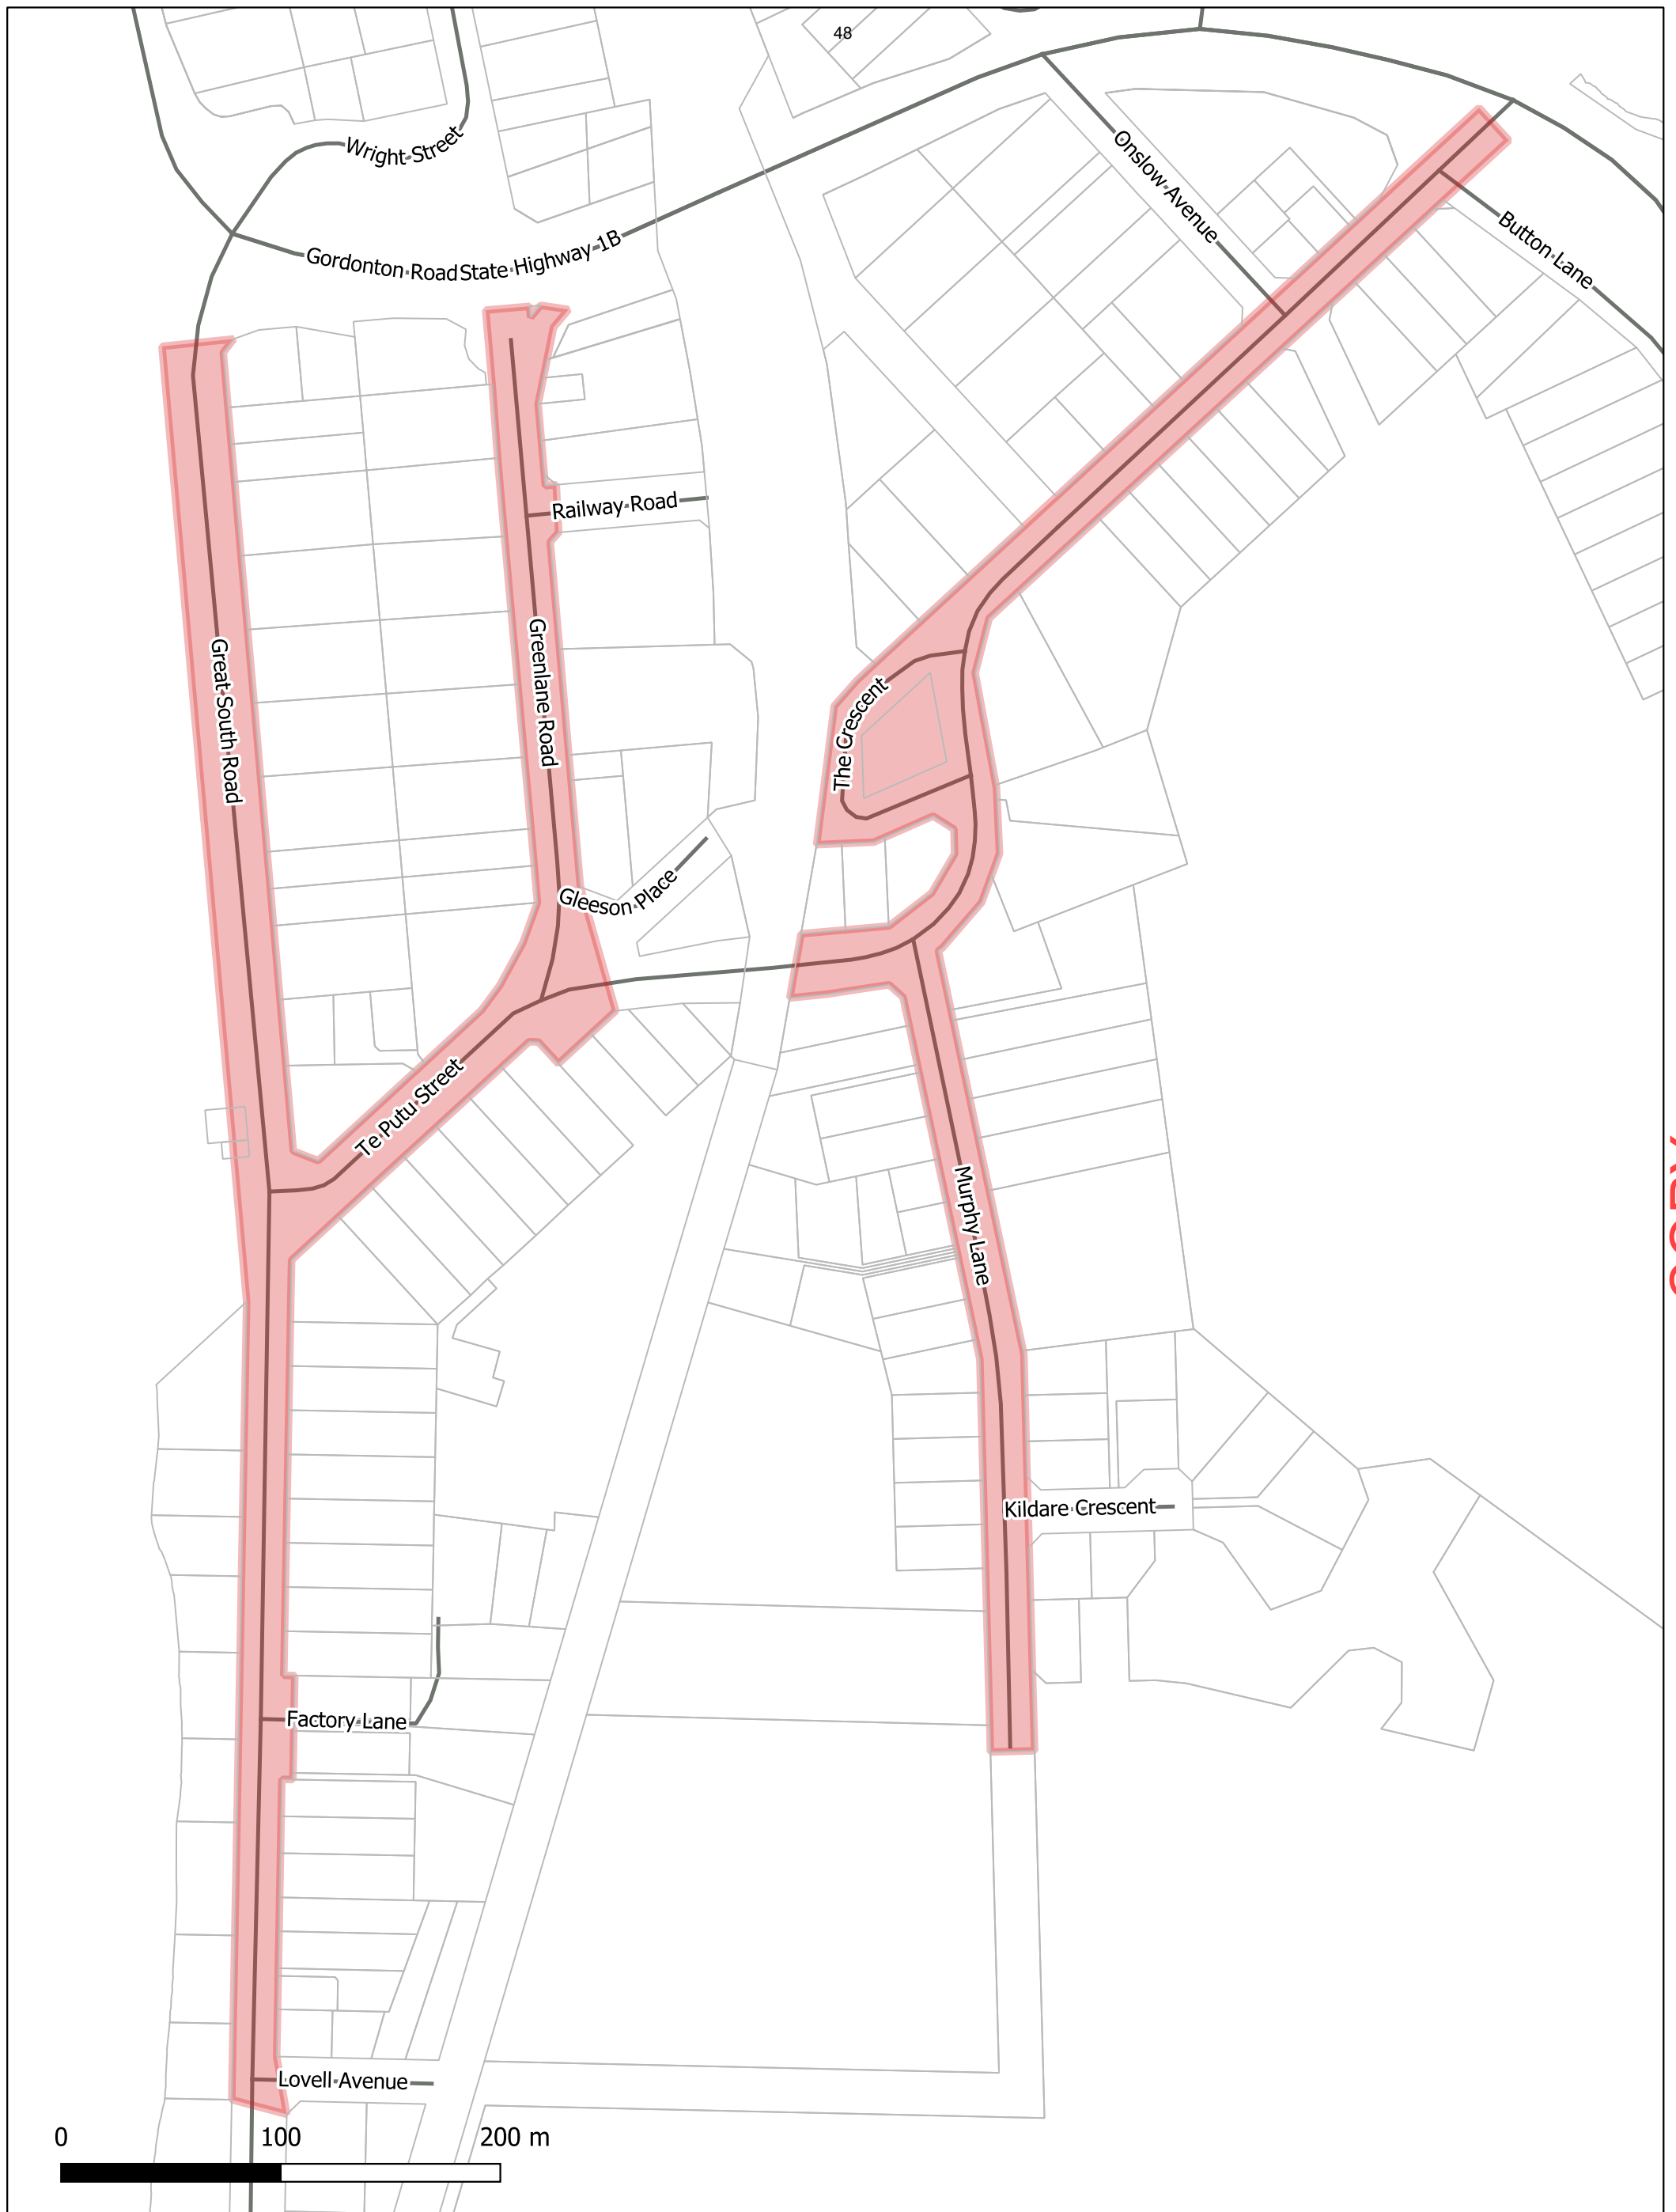 48
Wright Street
Onslow Avenue
Button Lane
Gordonton Road
State Highway 1B
Railway Road
Great South Road
Greenlane Road
The Crescent
Gleeson Place
Te Putu Street
Murphy Lane
Kildare Crescent
Factory Lane
Lovell Avenue
0 100 200 m